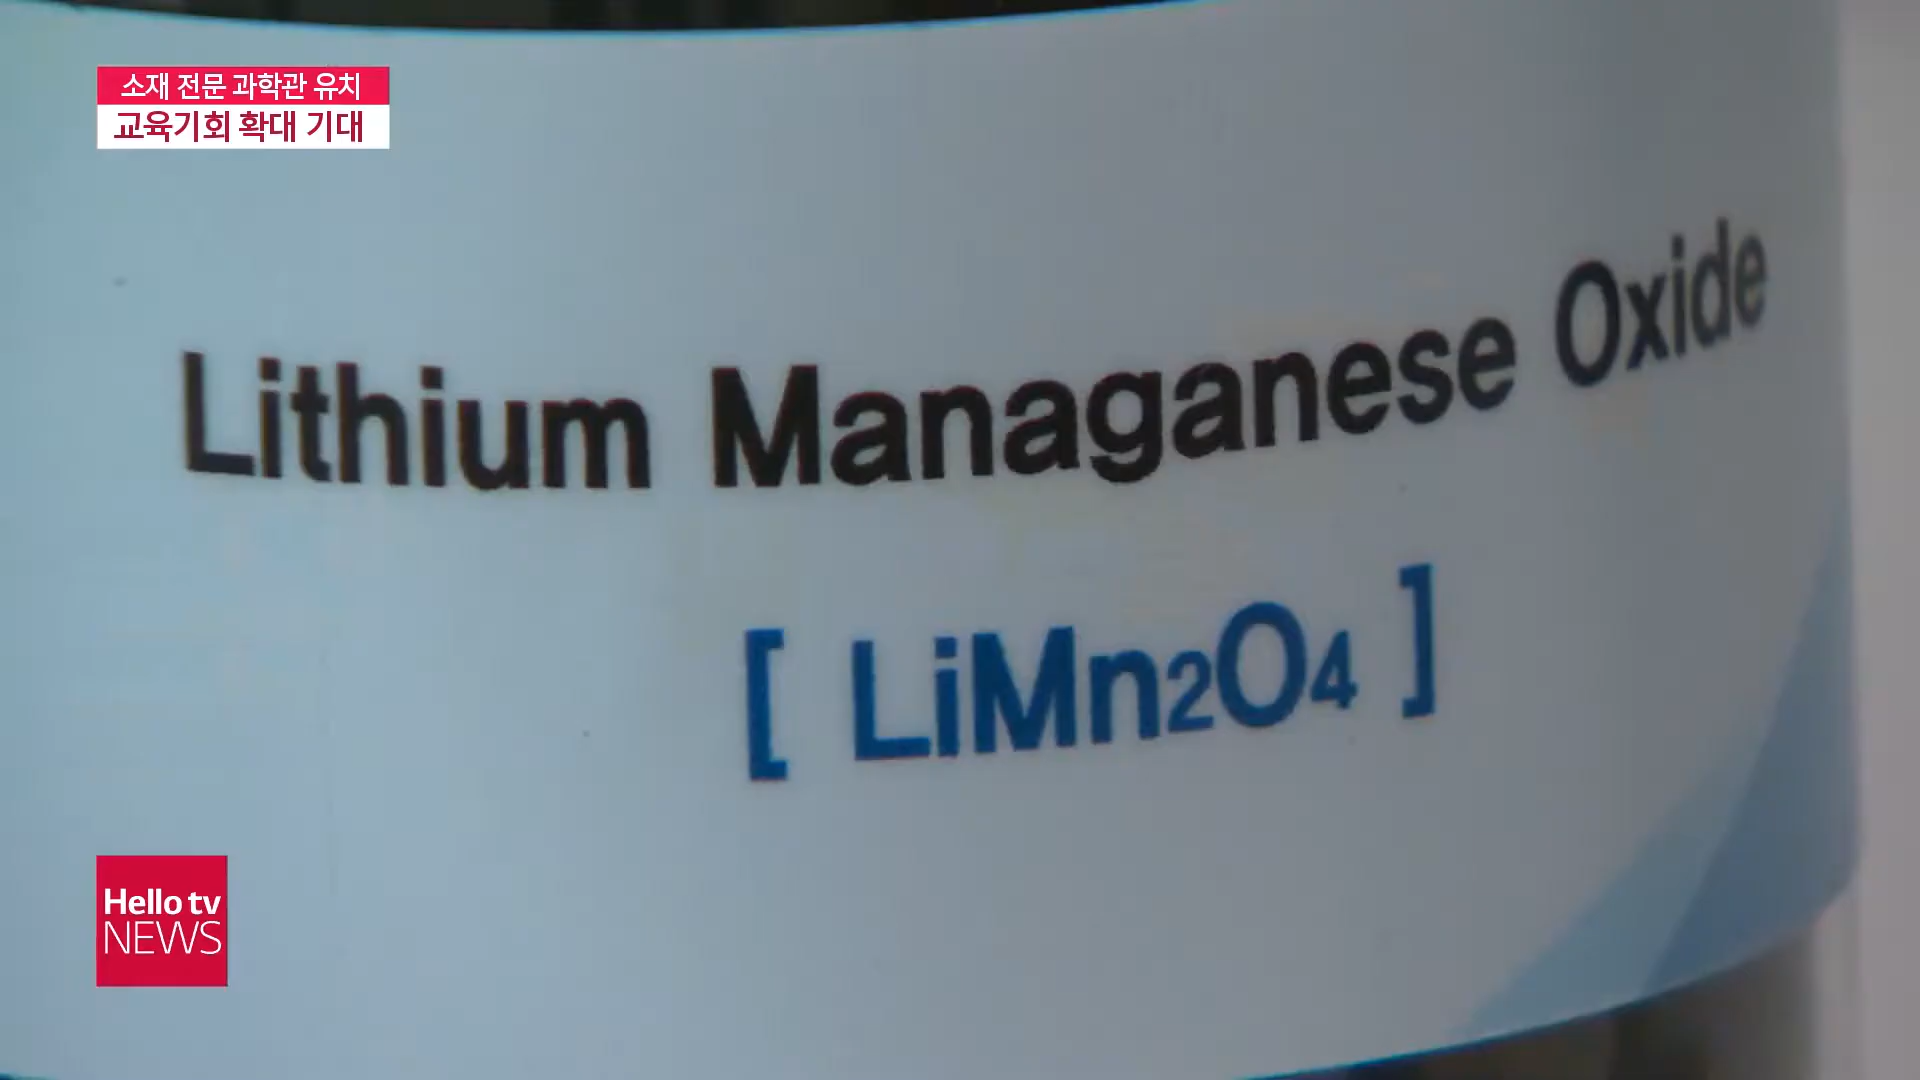 소재 전문 과학관 유치
교육기회 확대 기대
Lithium Managanese Oxide
[ LiMn2O4 ]
Hello tv
NEWS